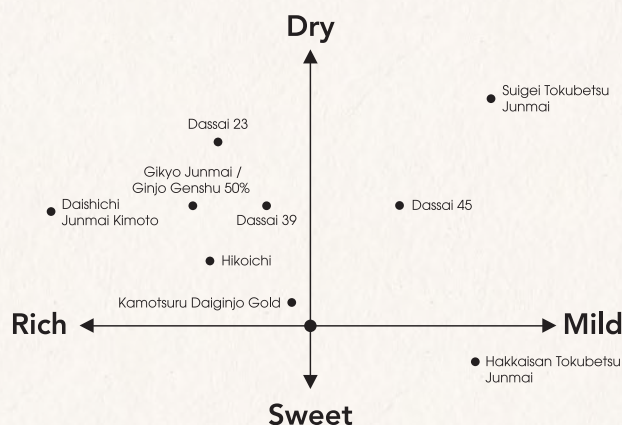 Dry
Suigei Tokubetsu
Junmai
Dassai 23
Gikyo Junmai /
Ginjo Genshu 50%
Daishichi
Junmai Kimoto
Dassai 39
Dassai 45
Hikoichi
Kamotsuru Daiginjo Gold
Rich
Mild
Hakkaisan Tokubetsu
Junmai
Sweet